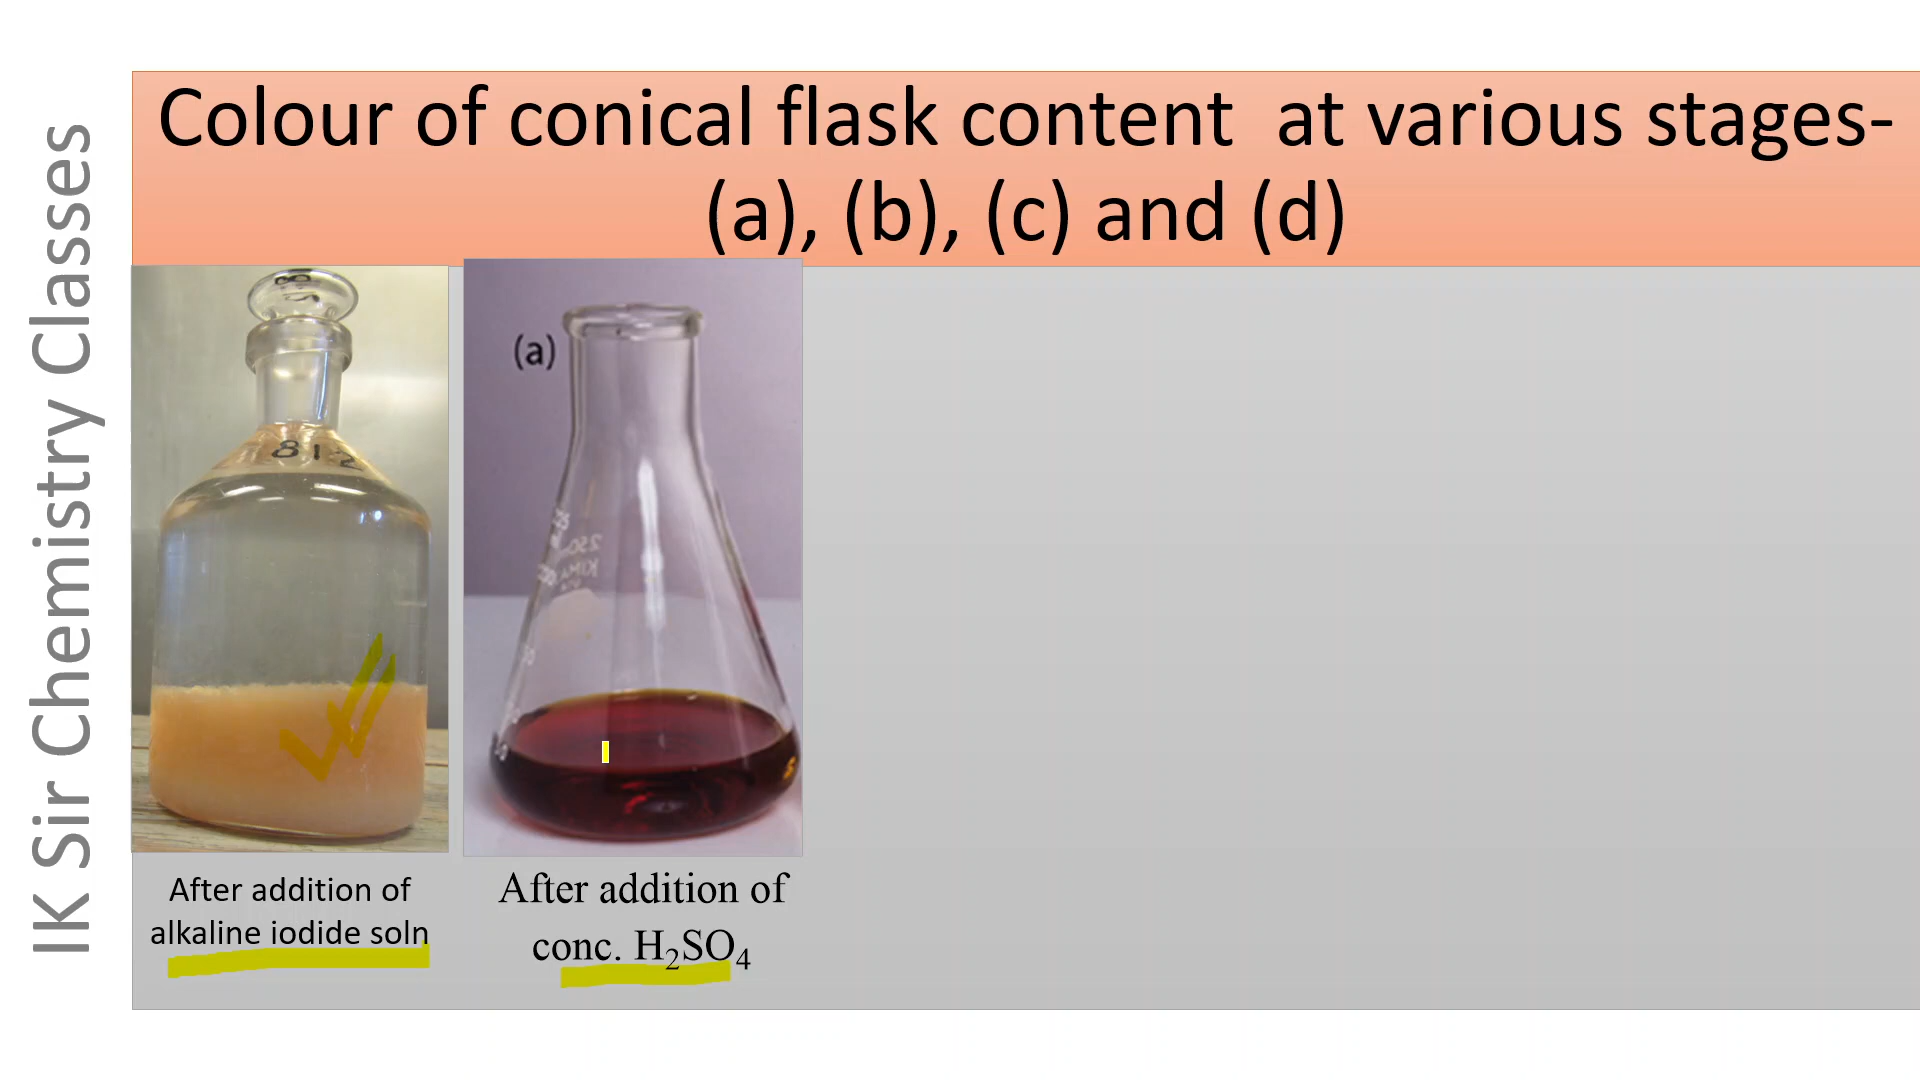 IK Sir Chemistry Classes
Colour of conical flask content at various stages-
(a), (b), (c) and (d)
812
(a)
250
KIMA
After addition of
alkaline iodide soln
After addition of
conc. H₂SO₄